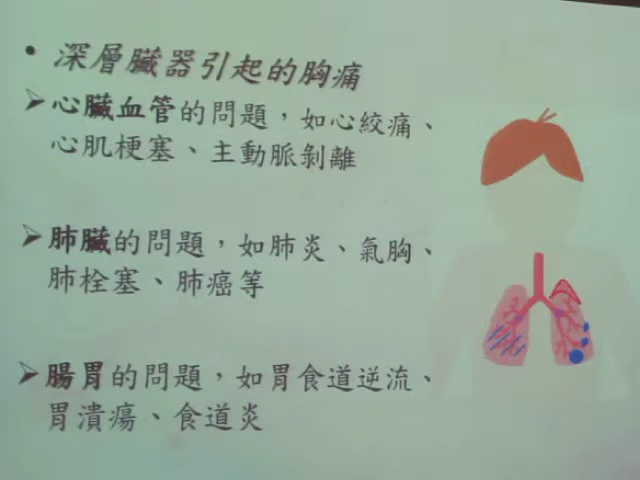 • 深層臟器引起的胸痛
➤心臟血管的問題，如心絞痛、
心肌梗塞、主動脈剝離
➤肺臟的問題，如肺炎、氣胸、
肺栓塞、肺癌等
➤腸胃的問題，如胃食道逆流、
胃潰瘍、食道炎